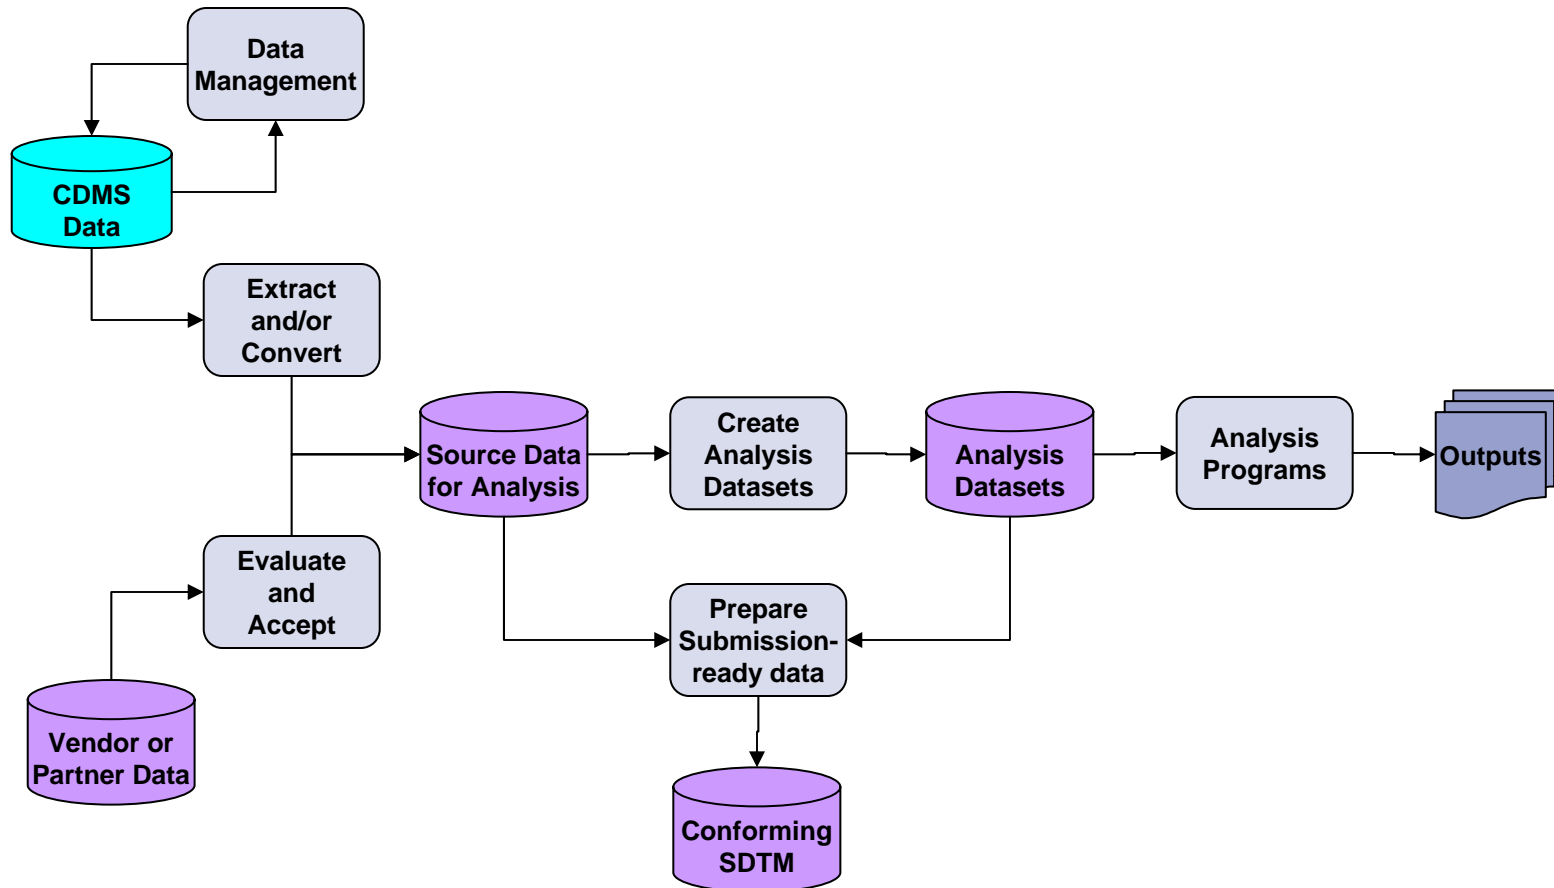 Data
Management
CDMS
Data
Extract
and/or
Convert
Source Data
for Analysis
Create
Analysis
Datasets
Analysis
Datasets
Analysis
Programs
Outputs
Evaluate
and
Accept
Prepare
Submission-
ready data
Vendor or
Partner Data
Conforming
SDTM